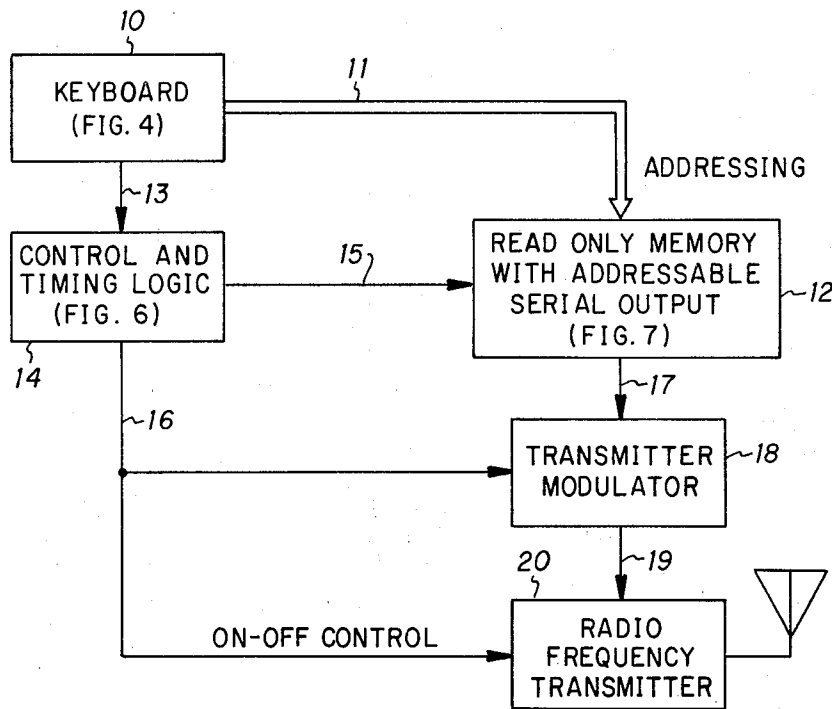 10
KEYBOARD
(FIG. 4)
11
ADDRESSING
13
CONTROL AND
TIMING LOGIC
(FIG. 6)
14
15
READ ONLY MEMORY
WITH ADDRESSABLE
SERIAL OUTPUT
(FIG. 7)
12
16
17
TRANSMITTER
MODULATOR
18
19
20
ON-OFF CONTROL
RADIO
FREQUENCY
TRANSMITTER